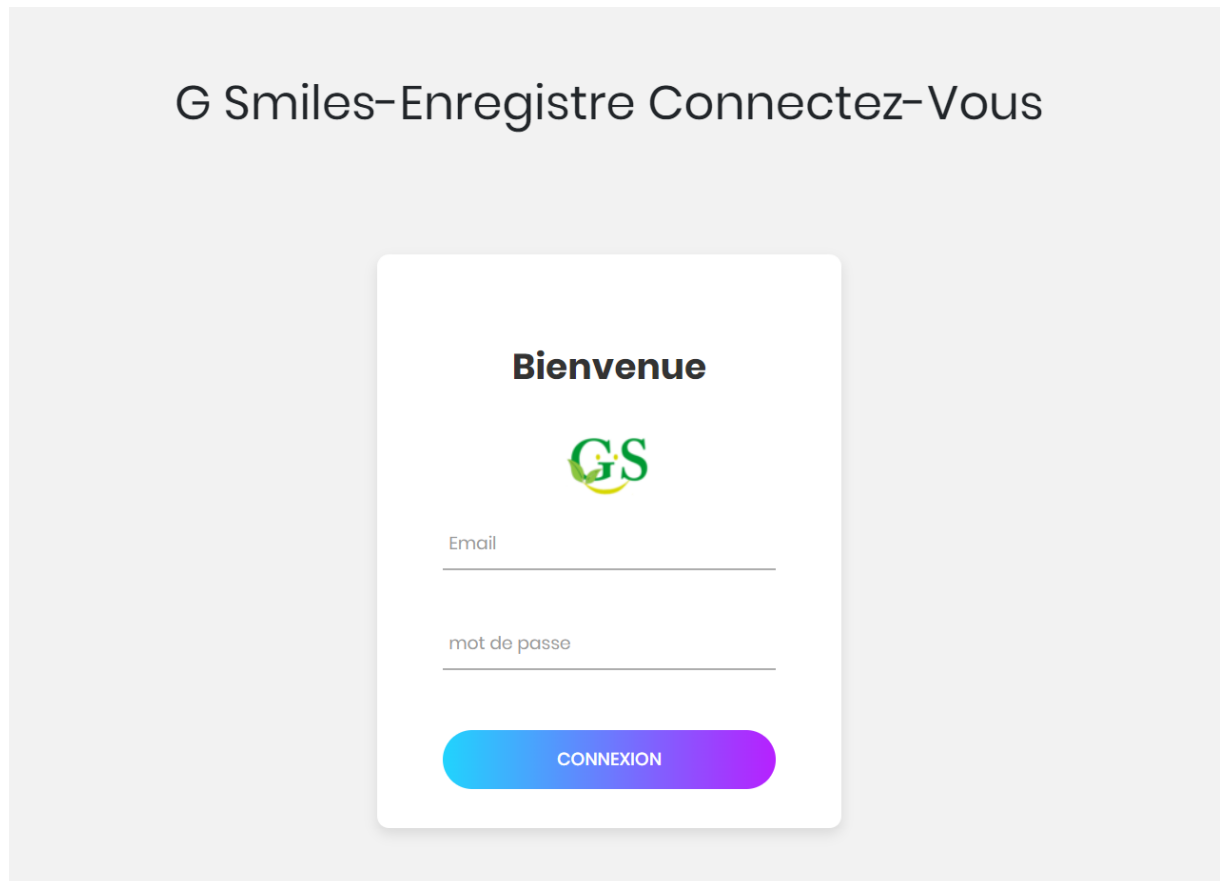 G Smiles-Enregistre Connectez-Vous
Bienvenue
GS
Email
mot de passe
CONNEXION